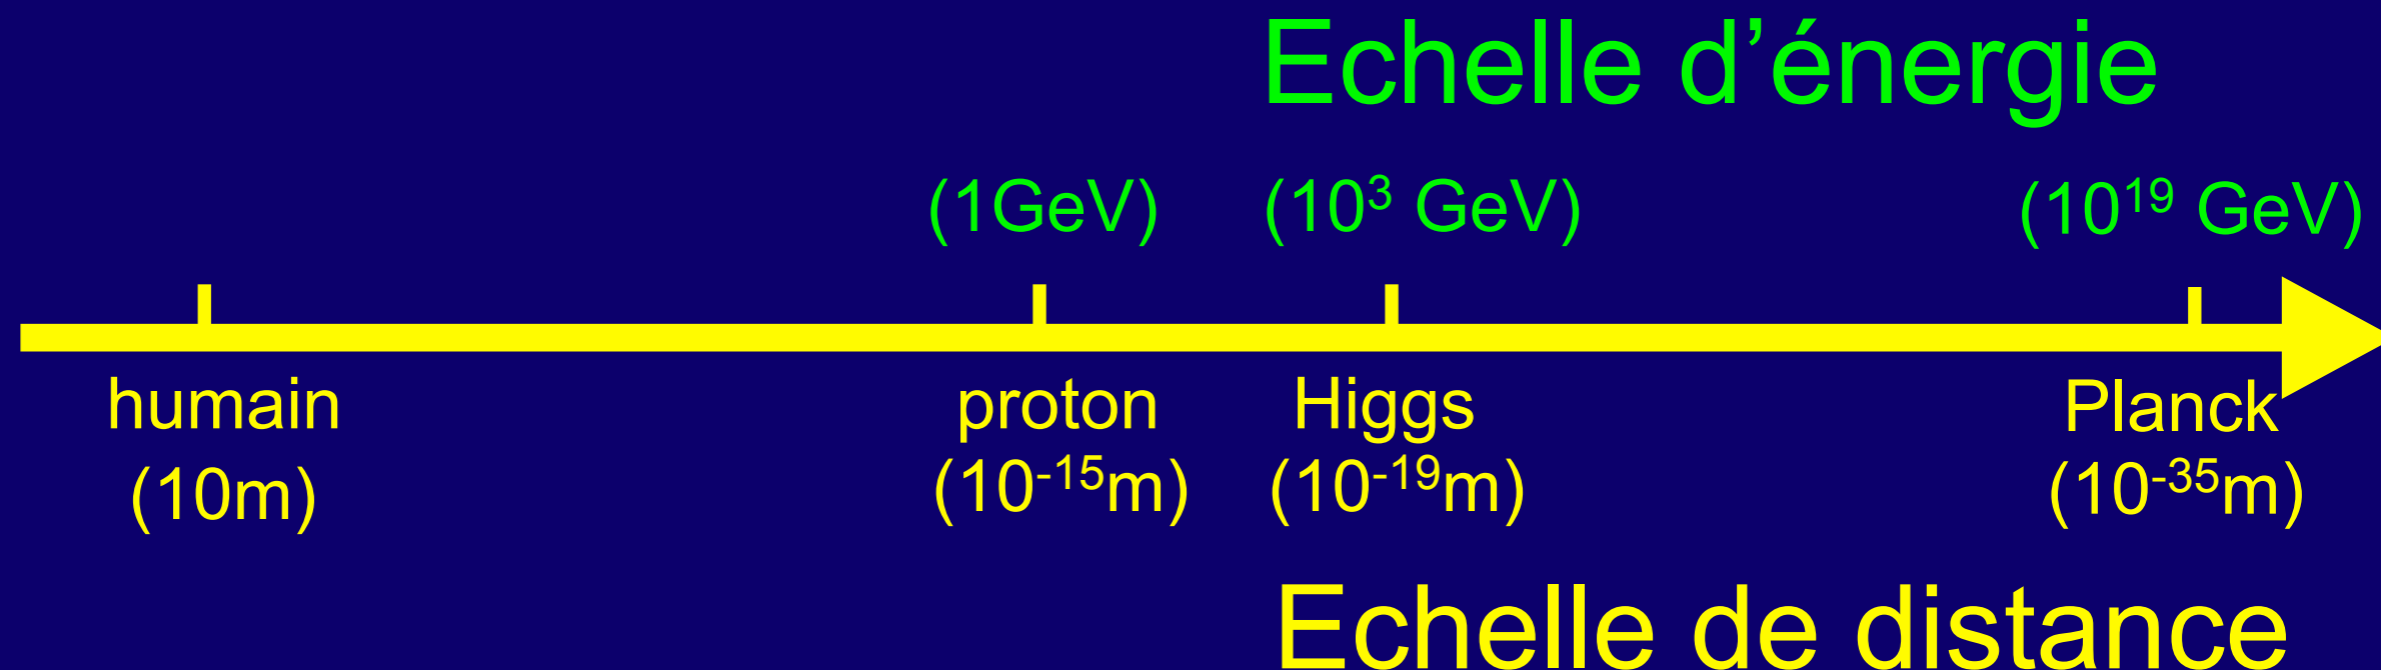 Echelle d’énergie
(1GeV) (10³ GeV) (10¹⁹ GeV)
humain proton Higgs Planck
(10m) (10⁻¹⁵m) (10⁻¹⁹m) (10⁻³⁵m)
Echelle de distance